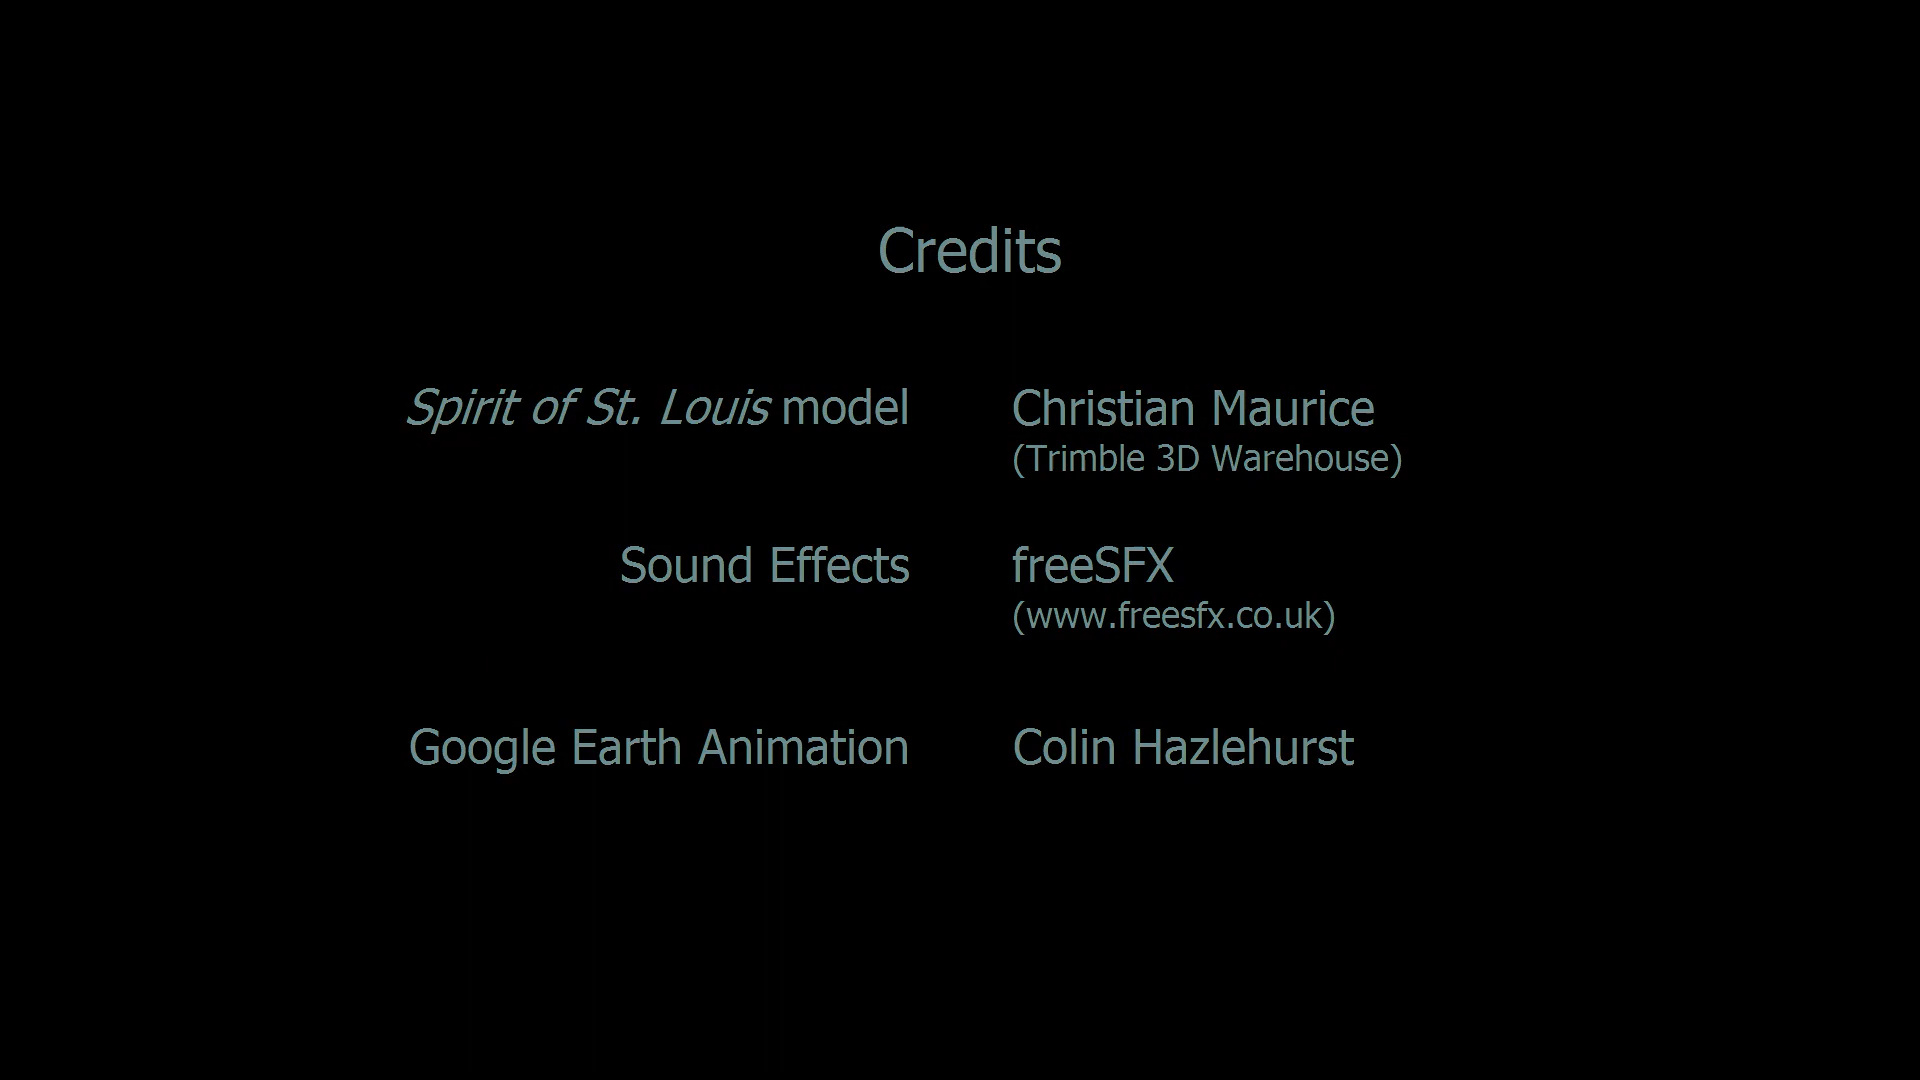 Credits
Spirit of St. Louis model Christian Maurice
(Trimble 3D Warehouse)
Sound Effects freeSFX
(www.freesfx.co.uk)
Google Earth Animation Colin Hazlehurst